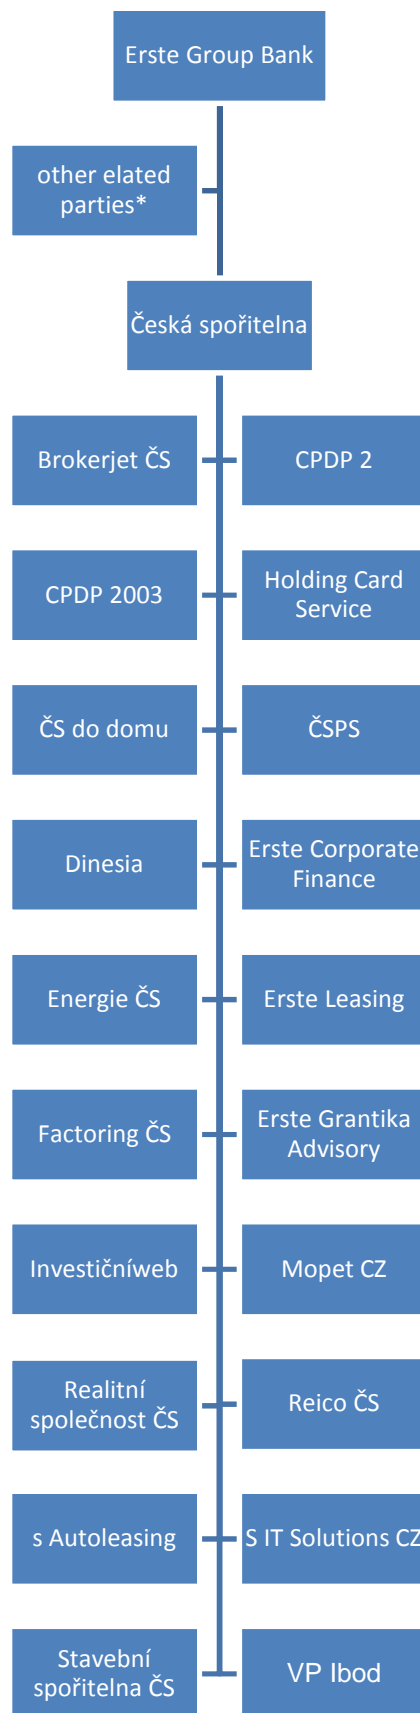 Erste Group Bank
other elated
parties*
Česká spořitelna
Brokerjet ČS
CPDP 2
CPDP 2003
Holding Card
Service
ČS do domu
ČSPS
Dinesia
Erste Corporate
Finance
Energie ČS
Erste Leasing
Factoring ČS
Erste Grantika
Advisory
Investičníweb
Mopet CZ
Realitní
společnost ČS
Reico ČS
s Autoleasing
S IT Solutions CZ
Stavební
spořitelna ČS
VP Ibod